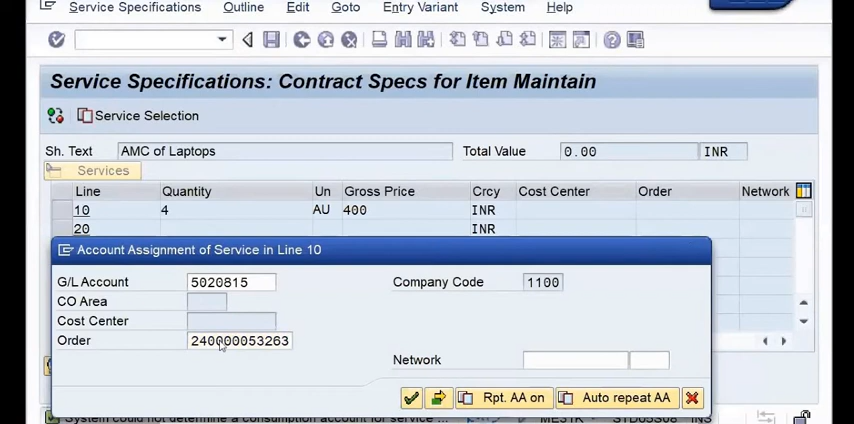 Service Specifications Outline Edit Goto Entry Variant System Help
Service Specifications: Contract Specs for Item Maintain
Service Selection
Sh. Text AMC of Laptops Total Value 0.00 INR
Services
Line Quantity Un Gross Price Crcy Cost Center Order Network
10 4 AU 400 INR
20 INR
Account Assignment of Service in Line 10
G/L Account 5020815 Company Code 1100
CO Area
Cost Center
Order 240000053263
Network
Rpt. AA on Auto repeat AA
System could not determine a consumption account for service ... INS